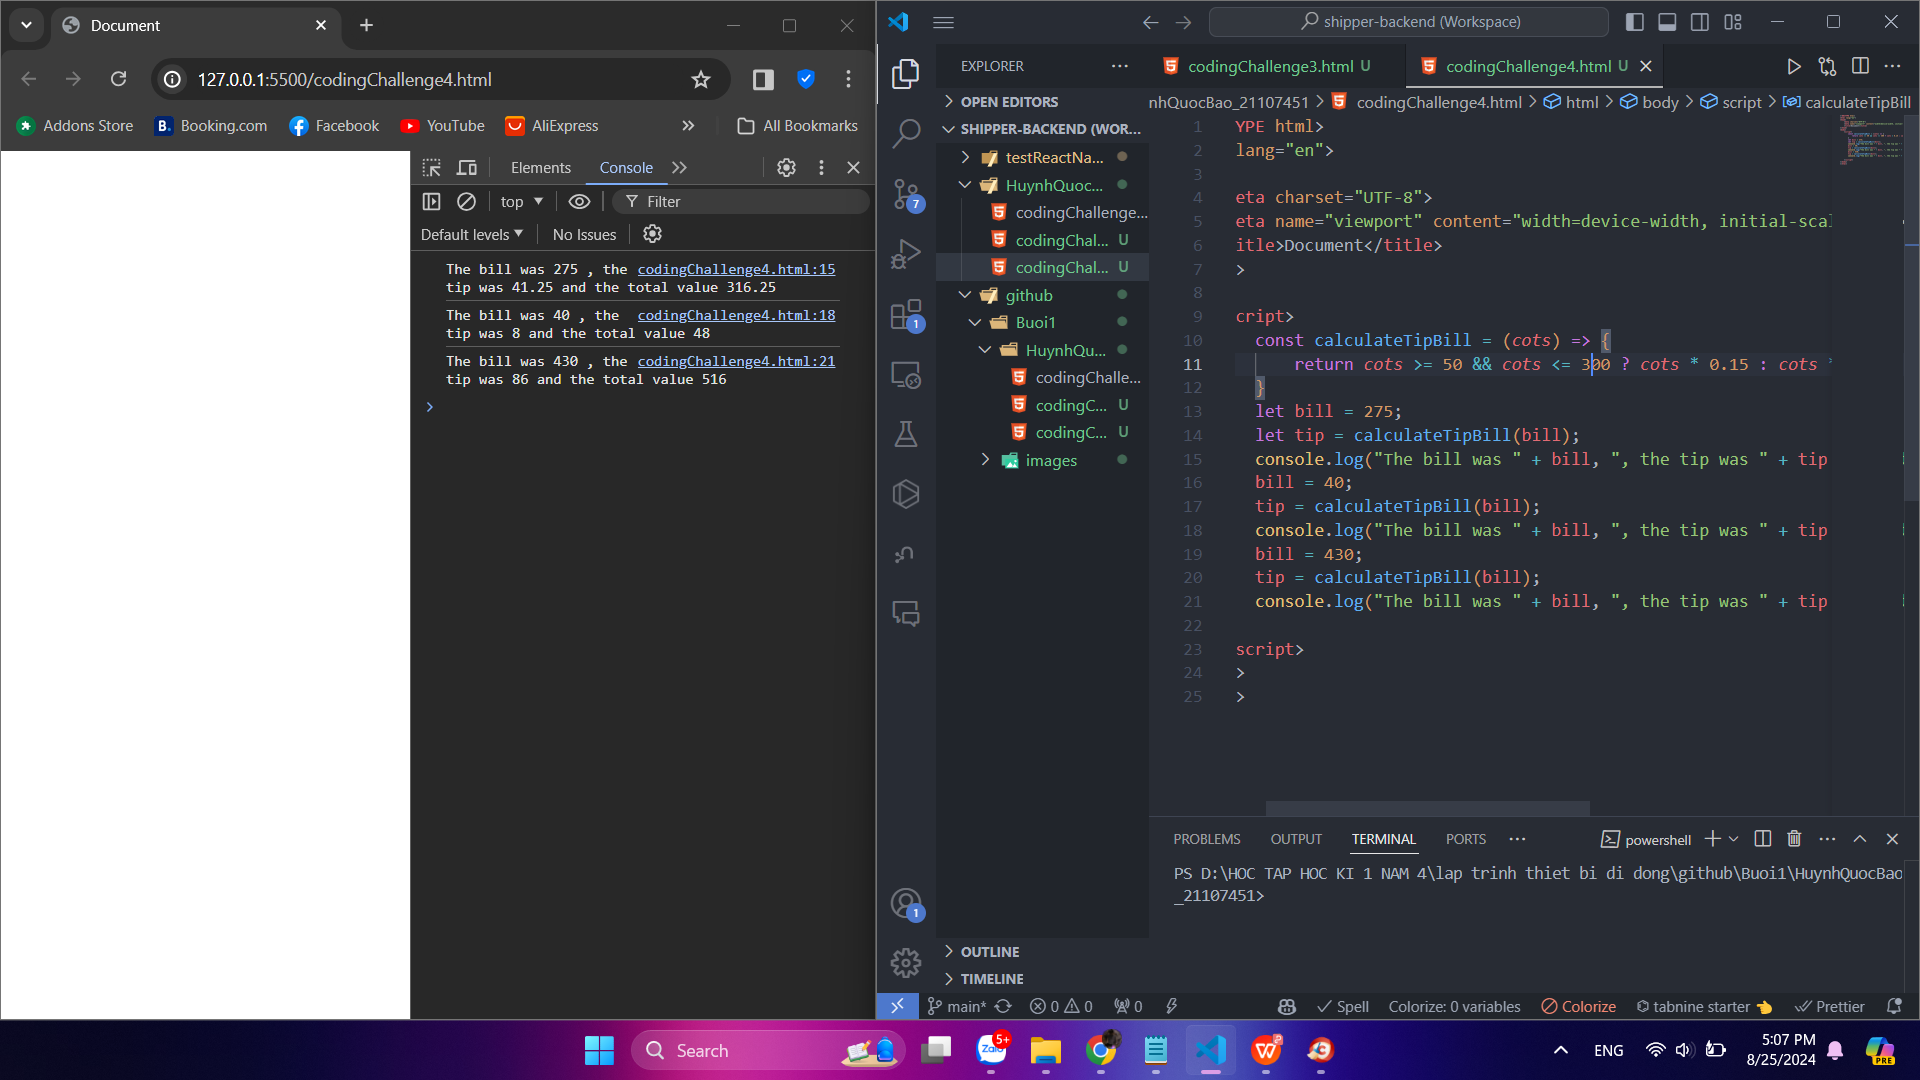 Document
127.0.0.1:5500/codingChallenge4.html
Addons Store
Booking.com
Facebook
YouTube
AliExpress
All Bookmarks
Elements
Console
top
Filter
Default levels
No Issues
The bill was 275 , the codingChallenge4.html:15
tip was 41.25 and the total value 316.25
The bill was 40 , the codingChallenge4.html:18
tip was 8 and the total value 48
The bill was 430 , the codingChallenge4.html:21
tip was 86 and the total value 516
shipper-backend (Workspace)
EXPLORER
OPEN EDITORS
SHIPPER-BACKEND (WOR...
testReactNa...
HuynhQuoc...
codingChallenge...
codingChal... U
codingChal... U
github
Buoi1
HuynhQu...
codingChalle...
codingC... U
codingC... U
images
OUTLINE
TIMELINE
7
1
1
codingChallenge3.html U
codingChallenge4.html U
nhQuocBao_21107451 > codingChallenge4.html > html > body > script > calculateTipBill
1 YPE html>
2 lang="en">
3
4 eta charset="UTF-8">
5 eta name="viewport" content="width=device-width, initial-scal
6 itle>Document</title>
7 >
8
9 cript>
10 const calculateTipBill = (cots) => {
11 return cots >= 50 && cots <= 300 ? cots * 0.15 : cots *
12 }
13 let bill = 275;
14 let tip = calculateTipBill(bill);
15 console.log("The bill was " + bill, ", the tip was " + tip
16 bill = 40;
17 tip = calculateTipBill(bill);
18 console.log("The bill was " + bill, ", the tip was " + tip
19 bill = 430;
20 tip = calculateTipBill(bill);
21 console.log("The bill was " + bill, ", the tip was " + tip
22
23 script>
24 >
25 >
PROBLEMS
OUTPUT
TERMINAL
PORTS
powershell
PS D:\HOC TAP HOC KI 1 NAM 4\lap trinh thiet bi di dong\github\Buoi1\HuynhQuocBao
_21107451>
main*
0
0
0
Spell
Colorize: 0 variables
Colorize
tabnine starter
Prettier
Search
Zalo
5+
ENG
5:07 PM
8/25/2024
PRE